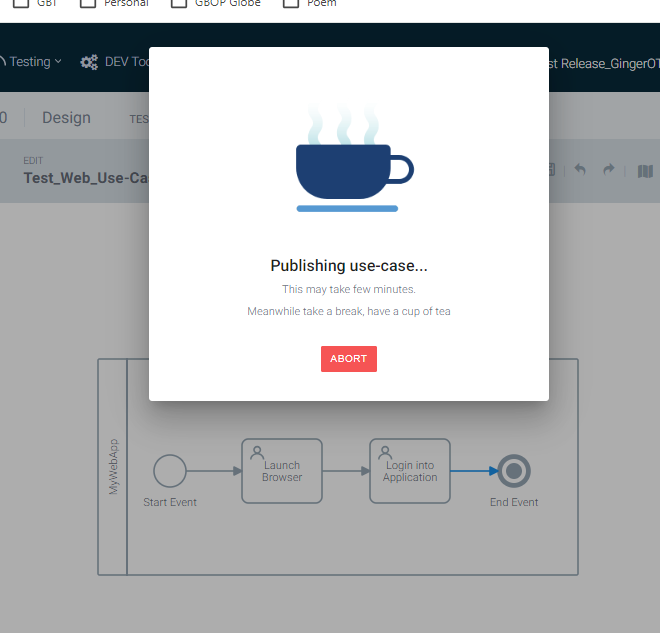 GBT
Personal
GBOP Globe
Poem
Testing
DEV Too
st Release_GingerOT
0
Design
TES
EDIT
Test_Web_Use-Ca
Publishing use-case...
This may take few minutes.
Meanwhile take a break, have a cup of tea
ABORT
MyWebApp
Launch
Browser
Login into
Application
Start Event
End Event